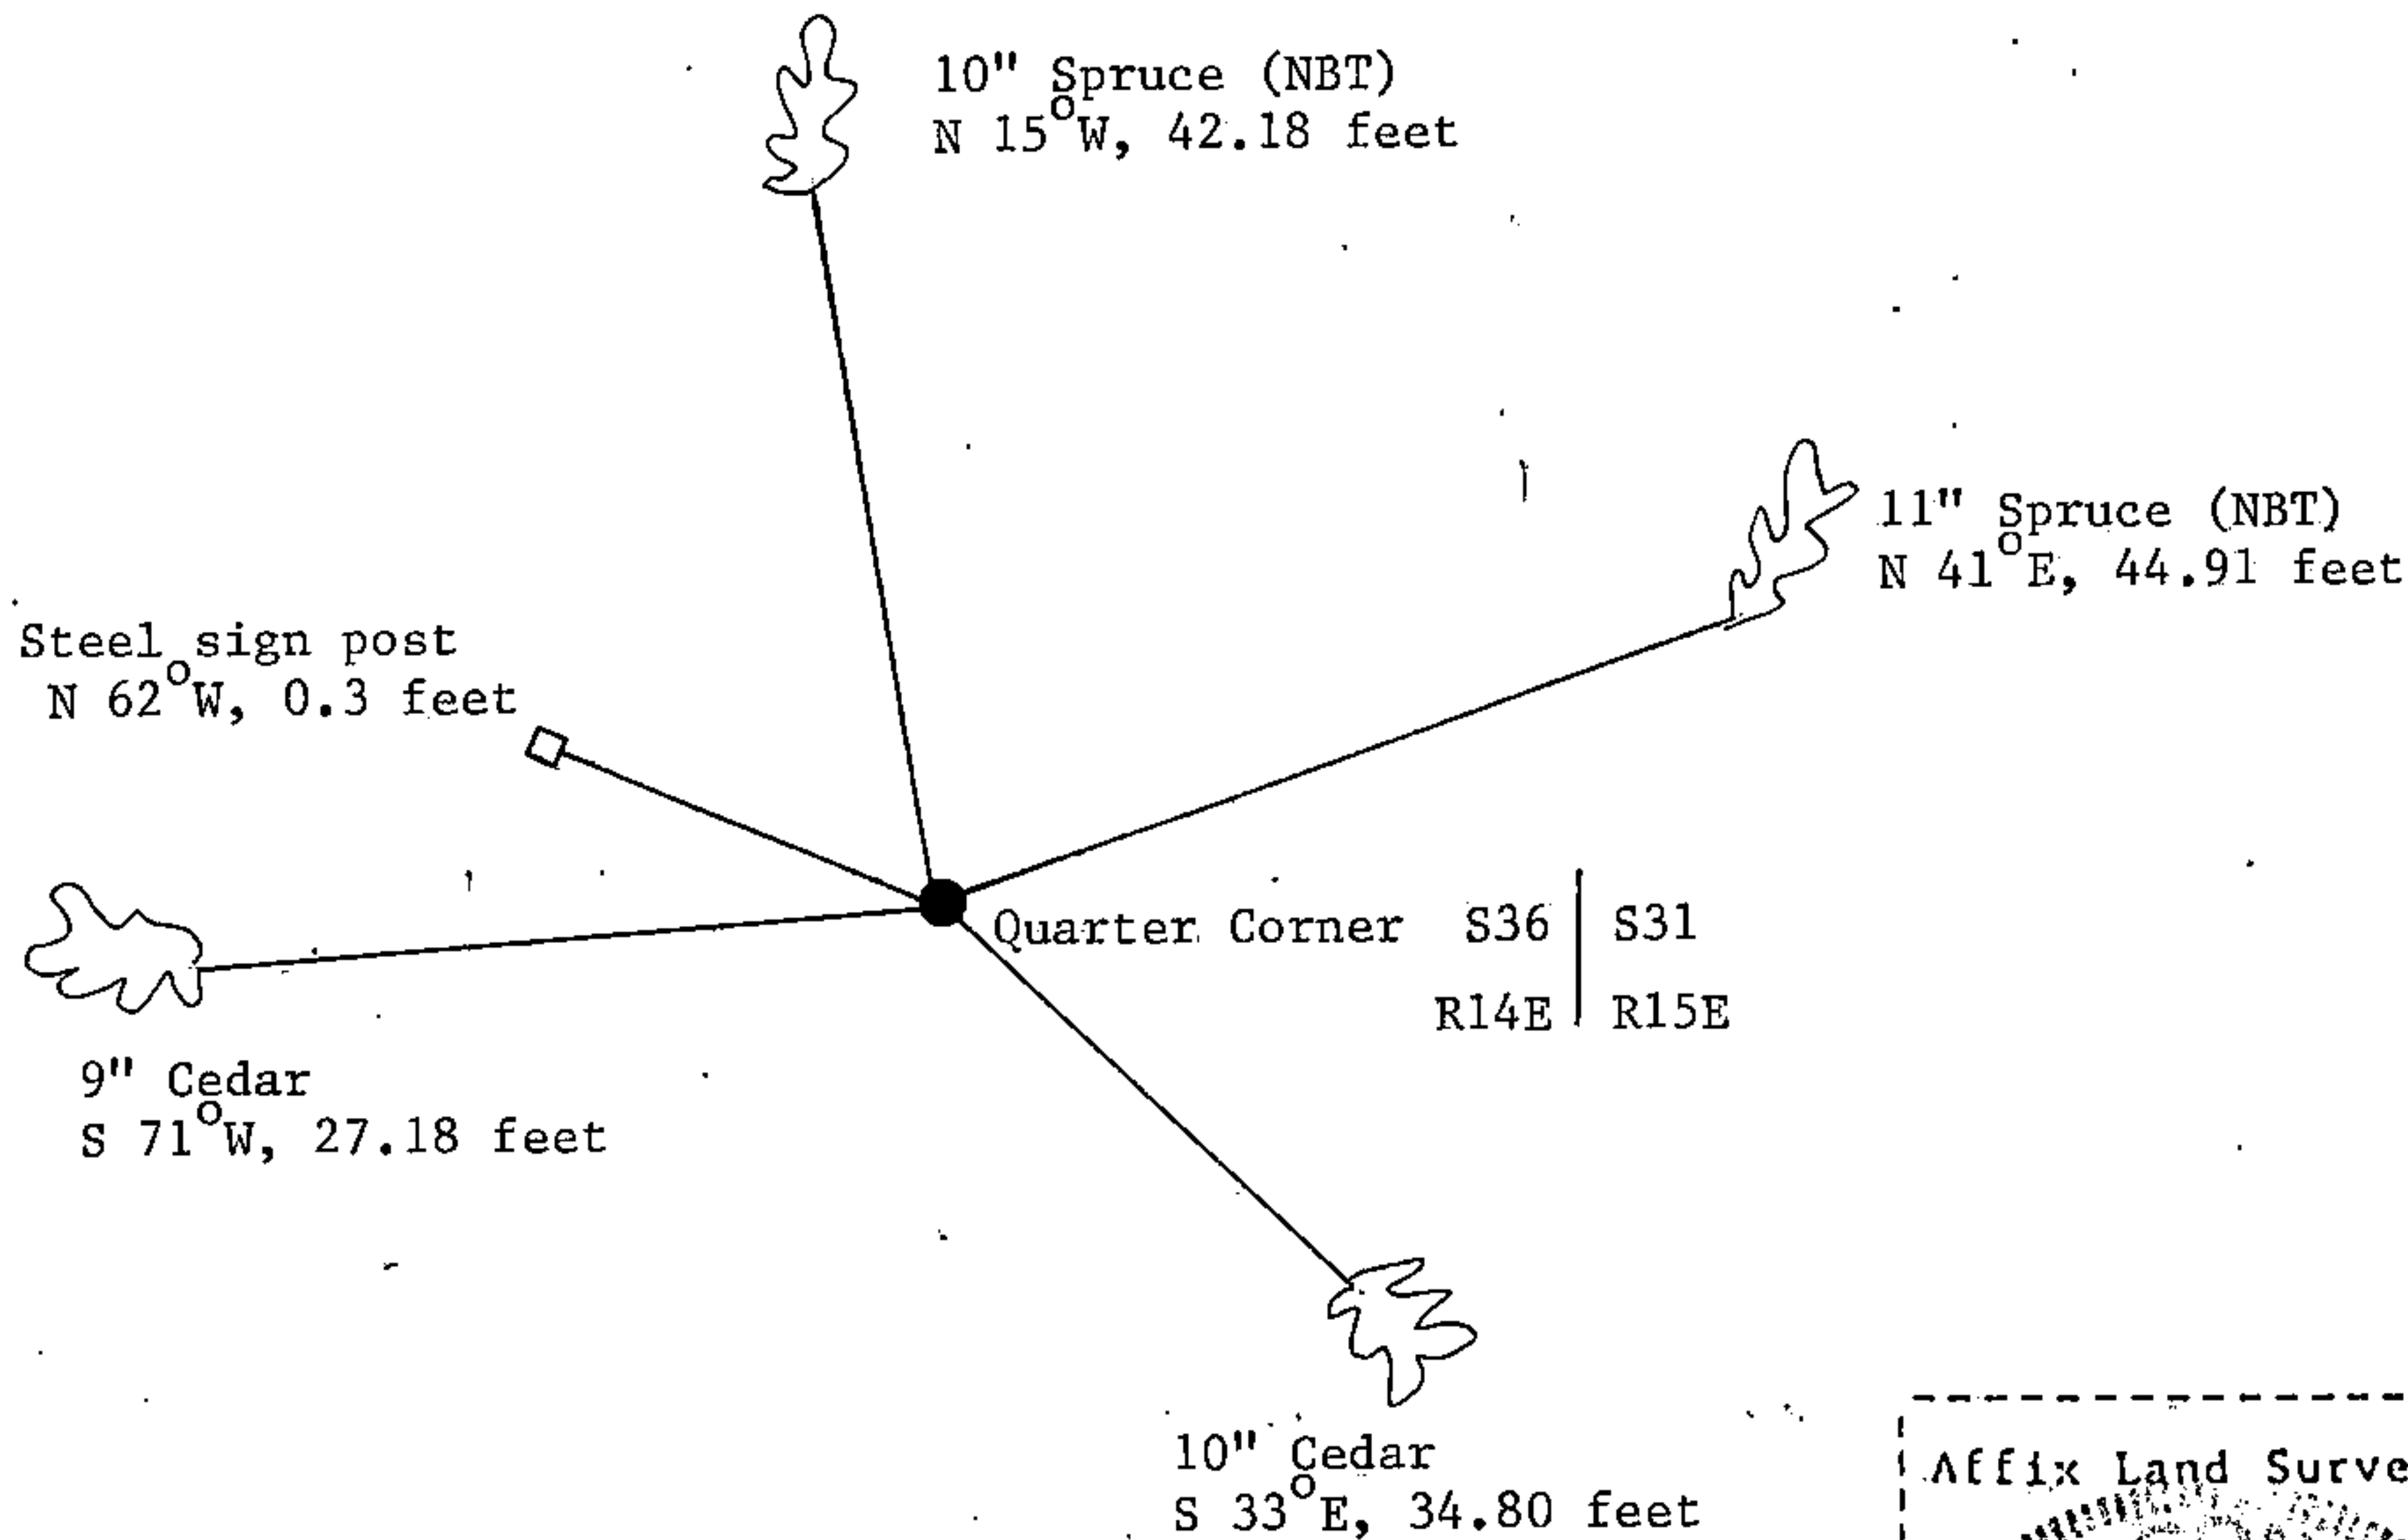 10" Spruce (NBT)
N 15°W, 42.18 feet
11" Spruce (NBT)
N 41°E, 44.91 feet
Steel sign post
N 62°W, 0.3 feet
Quarter Corner S36 | S31
R14E | R15E
9" Cedar
S 71°W, 27.18 feet
10" Cedar
S 33°E, 34.80 feet
Affix Land Surve